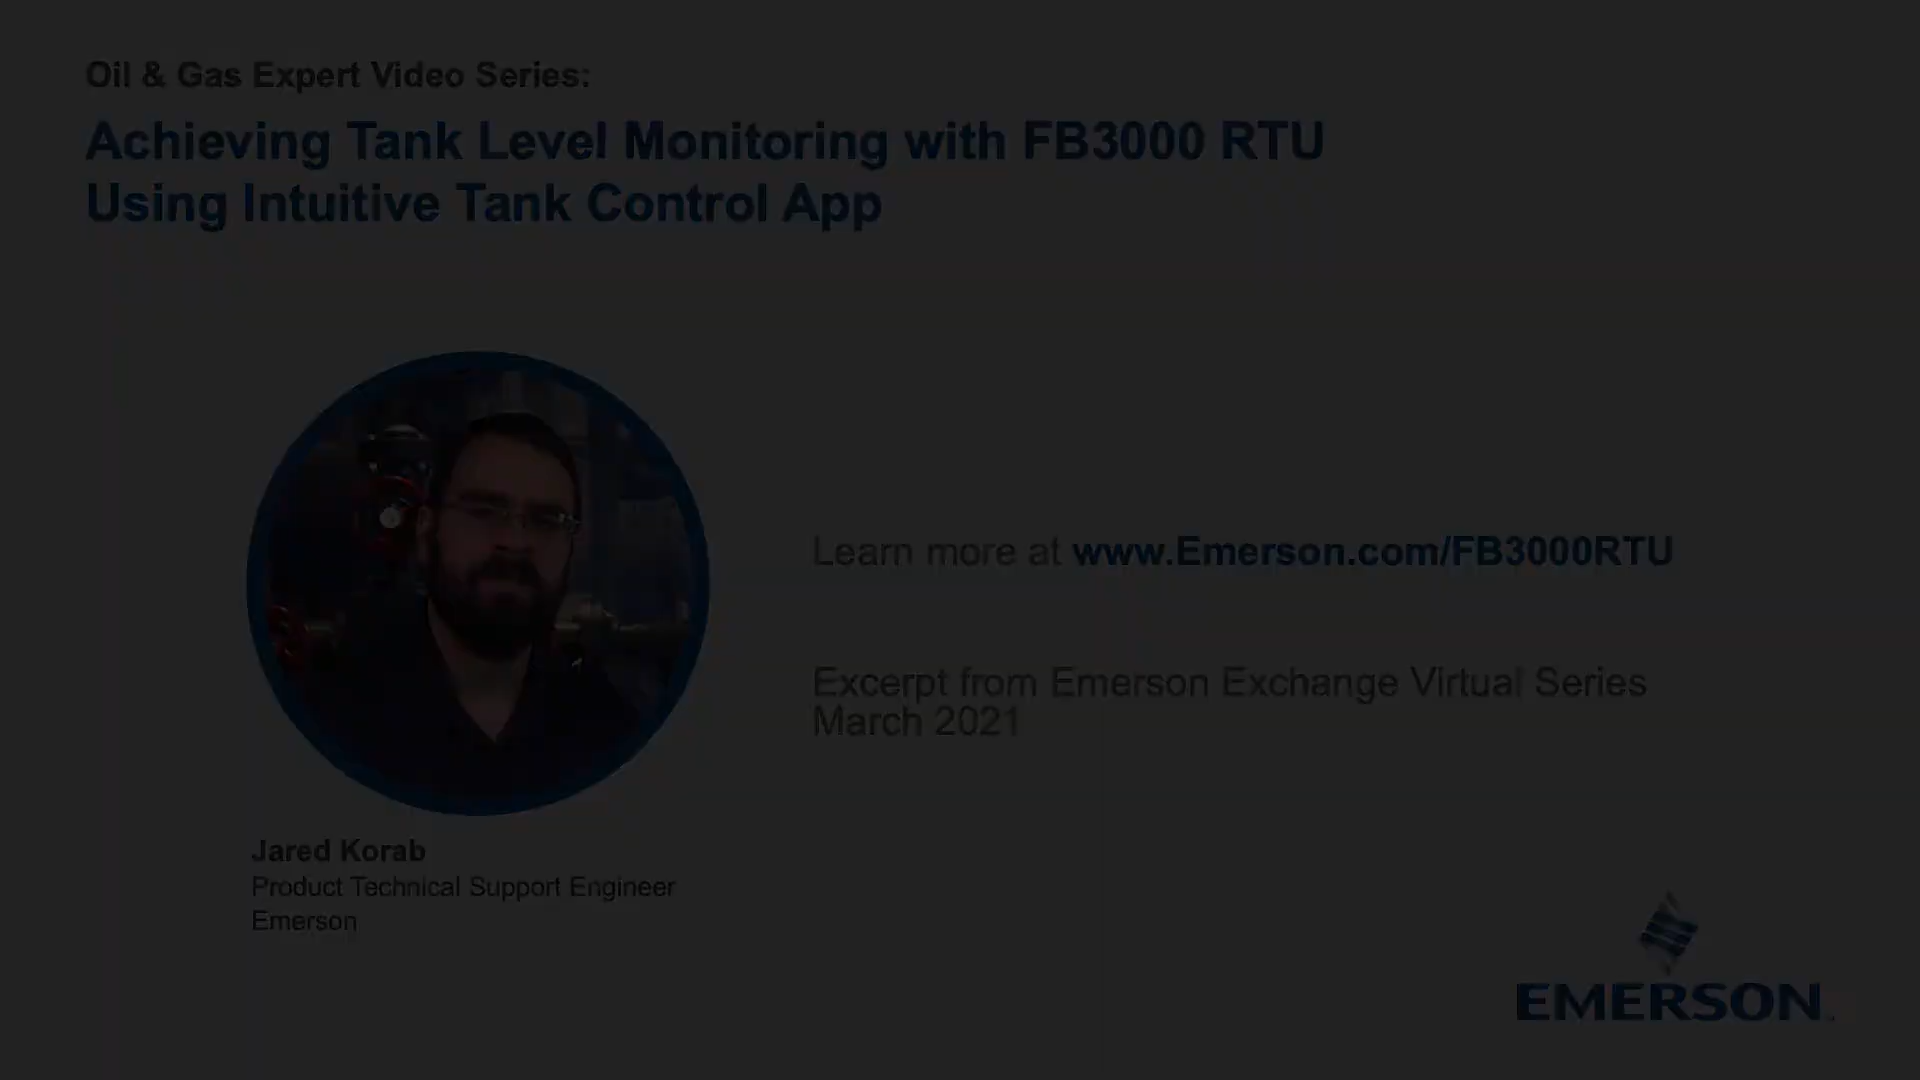 Oil & Gas Expert Video Series:
Achieving Tank Level Monitoring with FB3000 RTU
Using Intuitive Tank Control App
Learn more at www.Emerson.com/FB3000RTU
Excerpt from Emerson Exchange Virtual Series
March 2021
Jared Korab
Product Technical Support Engineer
Emerson
EMERSON